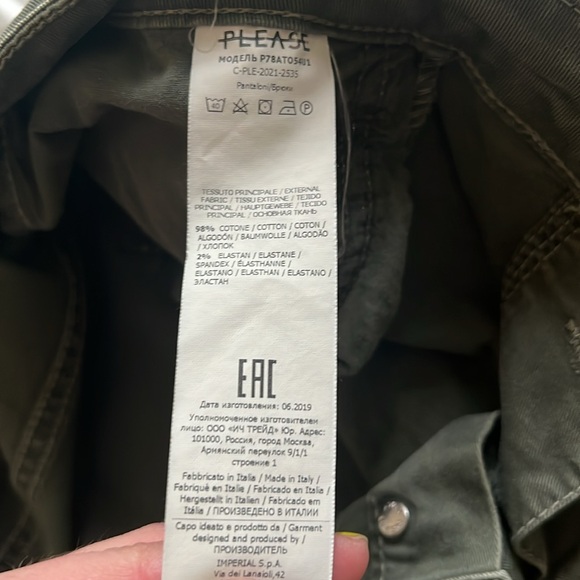 PLEASE
МОДЕЛЬ P78AT05401
C-PLE-2021-2535
Pantaloni/Брюки
40
P
TESSUTO PRINCIPALE / EXTERNAL
FABRIC / TISSU EXTERNE / TEJIDO
PRINCIPAL / HAUPTGEWEBE / TECIDO
PRINCIPAL / ОСНОВНАЯ ТКАНЬ
98% COTONE / COTTON / COTON /
ALGODÓN / BAUMWOLLE / ALGODÃO
/ ХЛОПОК
2% ELASTAN / ELASTANE /
SPANDEX / ÉLASTHANNE /
ELASTANO / ELASTHAN / ELASTANO /
ЭЛАСТАН
EAC
Дата изготовления: 06.2019
Уполномоченное изготовителем
лицо: ООО «ИЧ ТРЕЙД» Юр. Адрес:
101000, Россия, город Москва,
Армянский переулок 9/1/1
строение 1
Fabbricato in Italia / Made in Italy /
Fabriqué en Italie / Fabricado en Italia /
Hergestellt in Italien / Fabricado em
Itália / ПРОИЗВЕДЕНО В ИТАЛИИ
Capo ideato e prodotto da / Garment
designed and produced by /
ПРОИЗВОДИТЕЛЬ
IMPERIAL S.p.A.
Via dei Lanaioli,42